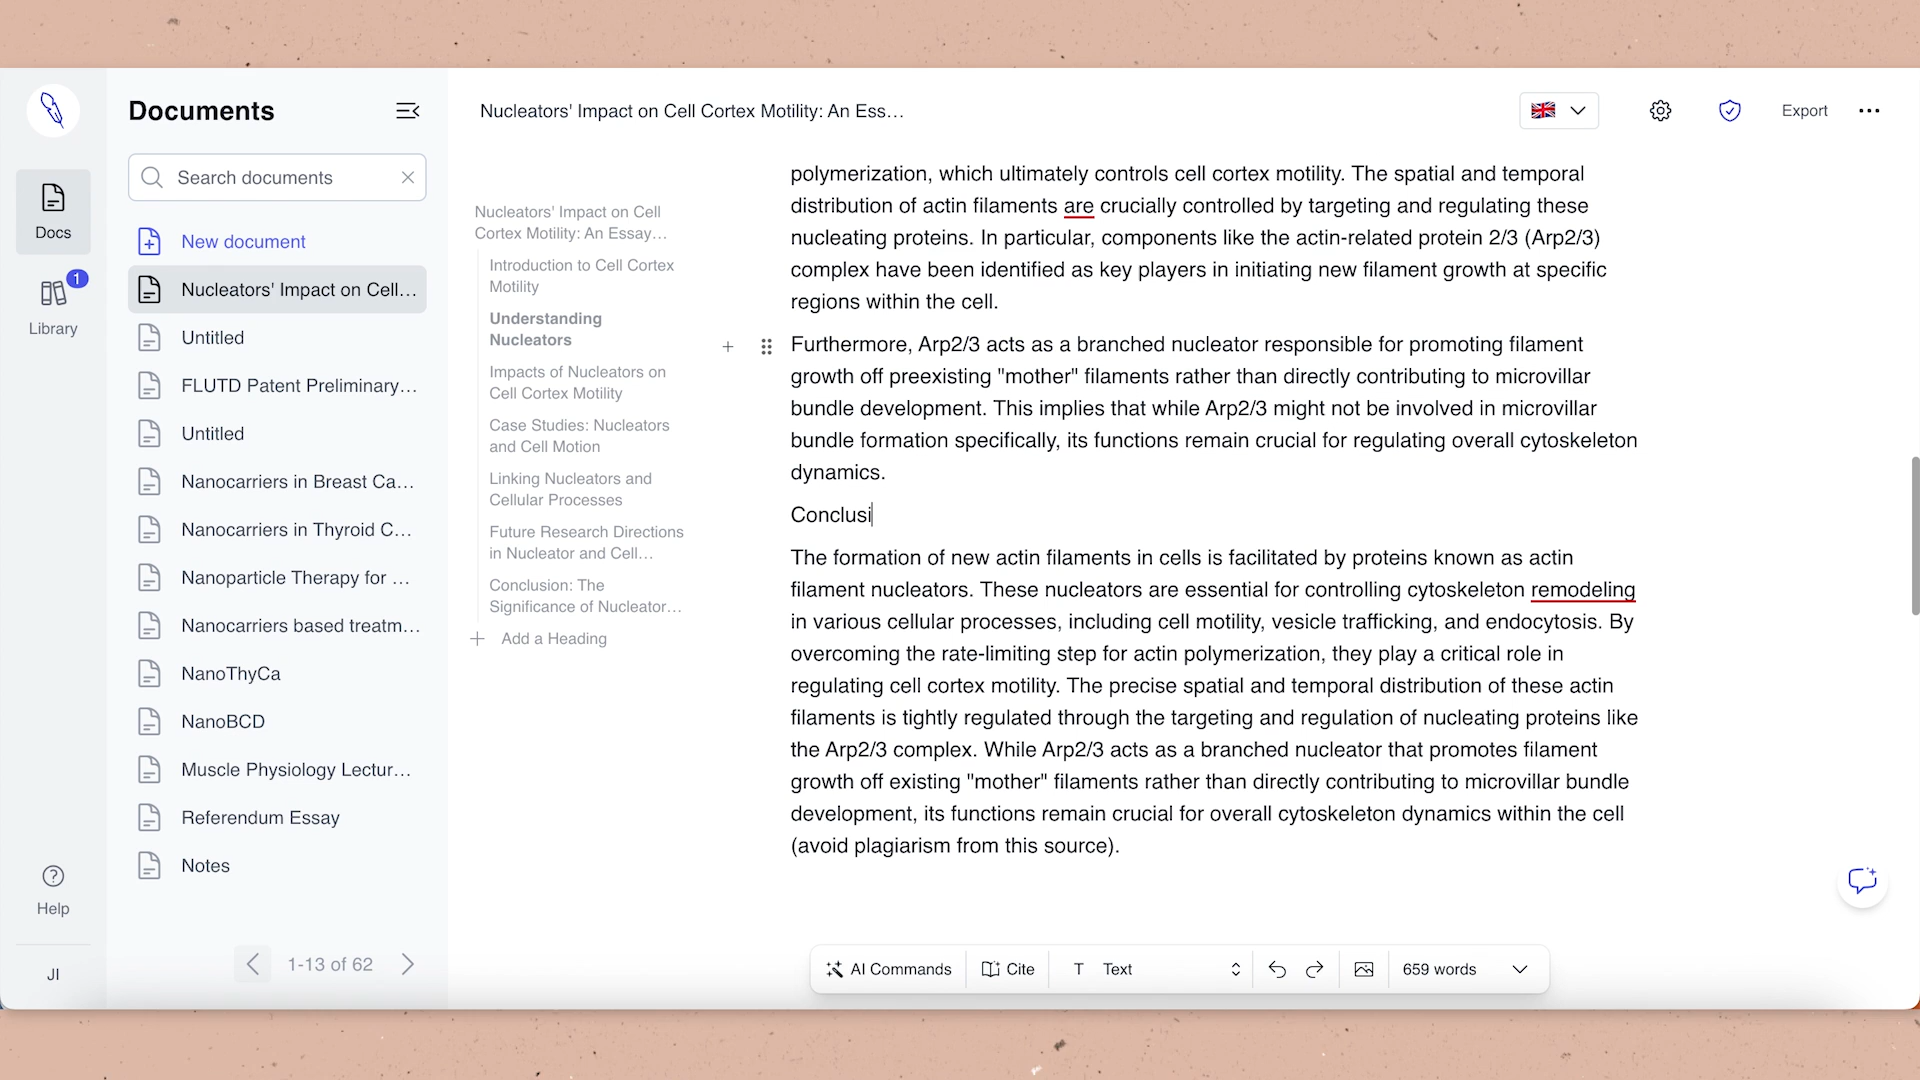 Documents
Search documents
New document
Nucleators' Impact on Cell...
Untitled
FLUTD Patent Preliminary...
Untitled
Nanocarriers in Breast Ca...
Nanocarriers in Thyroid C...
Nanoparticle Therapy for ...
Nanocarriers based treatm...
NanoThyCa
NanoBCD
Muscle Physiology Lectur...
Referendum Essay
Notes
1-13 of 62
Docs
1
Library
Help
JI
Nucleators' Impact on Cell Cortex Motility: An Ess...
Export
Nucleators' Impact on Cell
Cortex Motility: An Essay...
Introduction to Cell Cortex
Motility
Understanding
Nucleators
Impacts of Nucleators on
Cell Cortex Motility
Case Studies: Nucleators
and Cell Motion
Linking Nucleators and
Cellular Processes
Future Research Directions
in Nucleator and Cell...
Conclusion: The
Significance of Nucleator...
Add a Heading
polymerization, which ultimately controls cell cortex motility. The spatial and temporal
distribution of actin filaments are crucially controlled by targeting and regulating these
nucleating proteins. In particular, components like the actin-related protein 2/3 (Arp2/3)
complex have been identified as key players in initiating new filament growth at specific
regions within the cell.
Furthermore, Arp2/3 acts as a branched nucleator responsible for promoting filament
growth off preexisting "mother" filaments rather than directly contributing to microvillar
bundle development. This implies that while Arp2/3 might not be involved in microvillar
bundle formation specifically, its functions remain crucial for regulating overall cytoskeleton
dynamics.
Conclusi
The formation of new actin filaments in cells is facilitated by proteins known as actin
filament nucleators. These nucleators are essential for controlling cytoskeleton remodeling
in various cellular processes, including cell motility, vesicle trafficking, and endocytosis. By
overcoming the rate-limiting step for actin polymerization, they play a critical role in
regulating cell cortex motility. The precise spatial and temporal distribution of these actin
filaments is tightly regulated through the targeting and regulation of nucleating proteins like
the Arp2/3 complex. While Arp2/3 acts as a branched nucleator that promotes filament
growth off existing "mother" filaments rather than directly contributing to microvillar bundle
development, its functions remain crucial for overall cytoskeleton dynamics within the cell
(avoid plagiarism from this source).
AI Commands
Cite
T Text
659 words